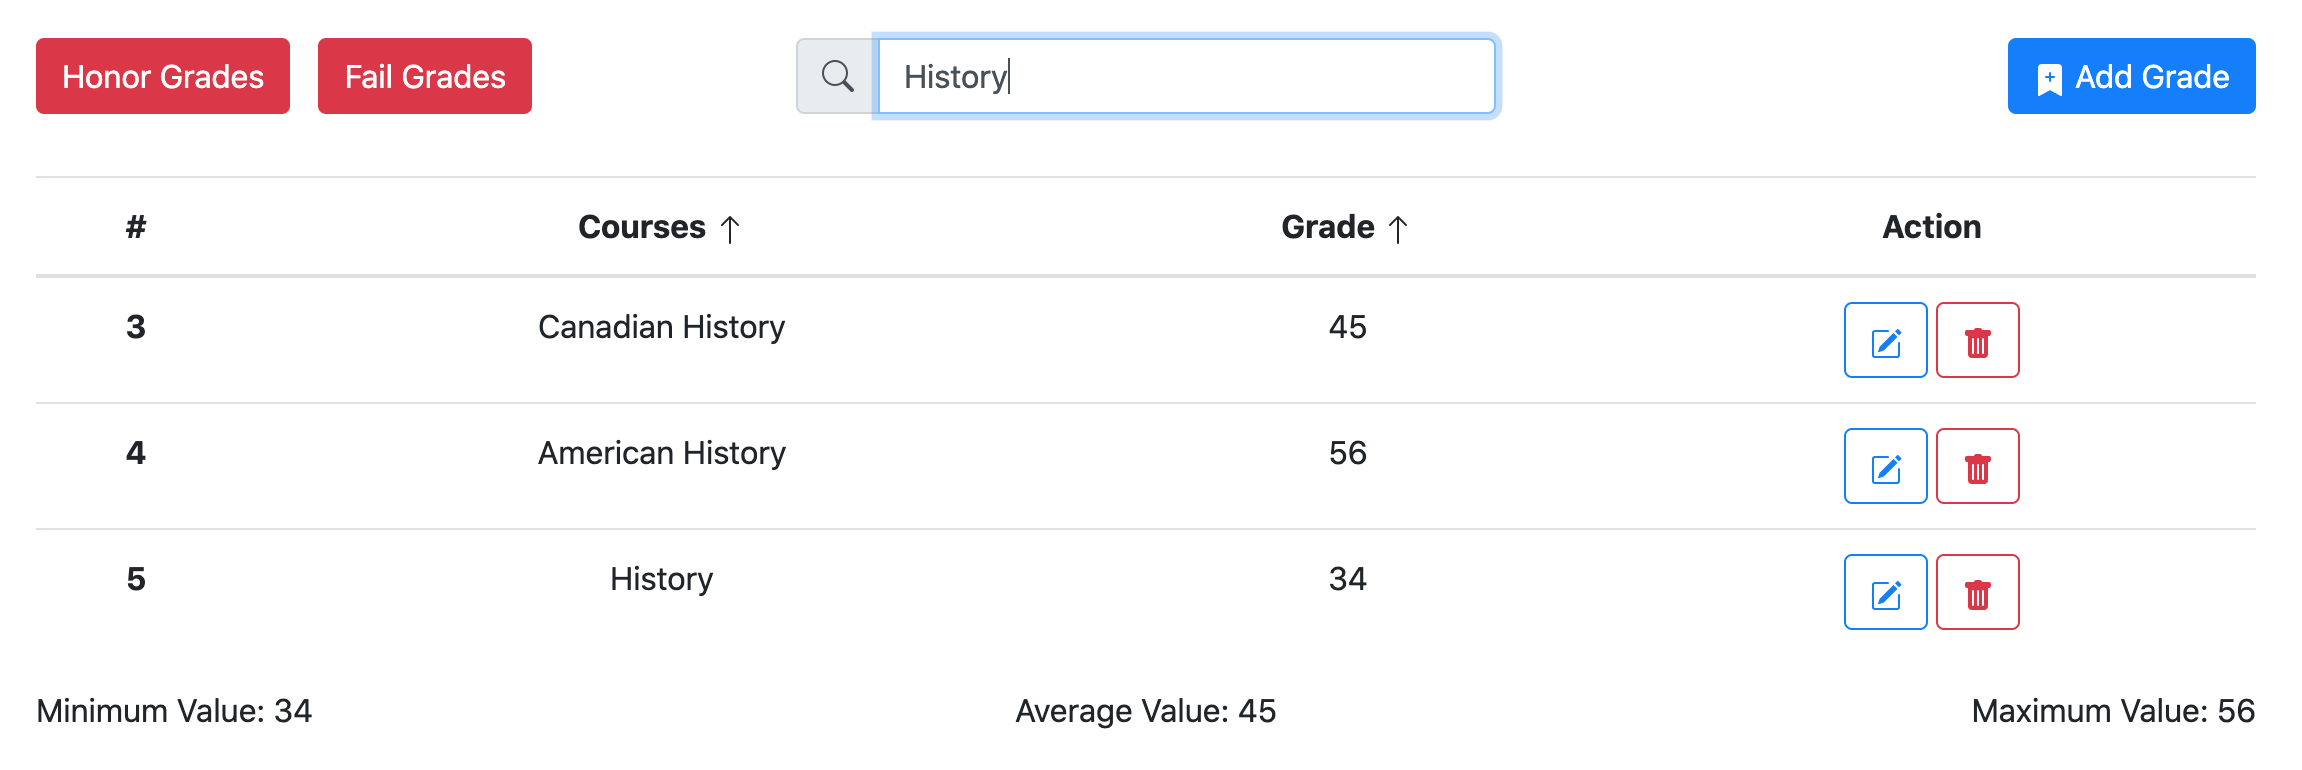 Honor Grades Fail Grades History Add Grade
# Courses ↑ Grade ↑ Action
3 Canadian History 45
4 American History 56
5 History 34
Minimum Value: 34 Average Value: 45 Maximum Value: 56